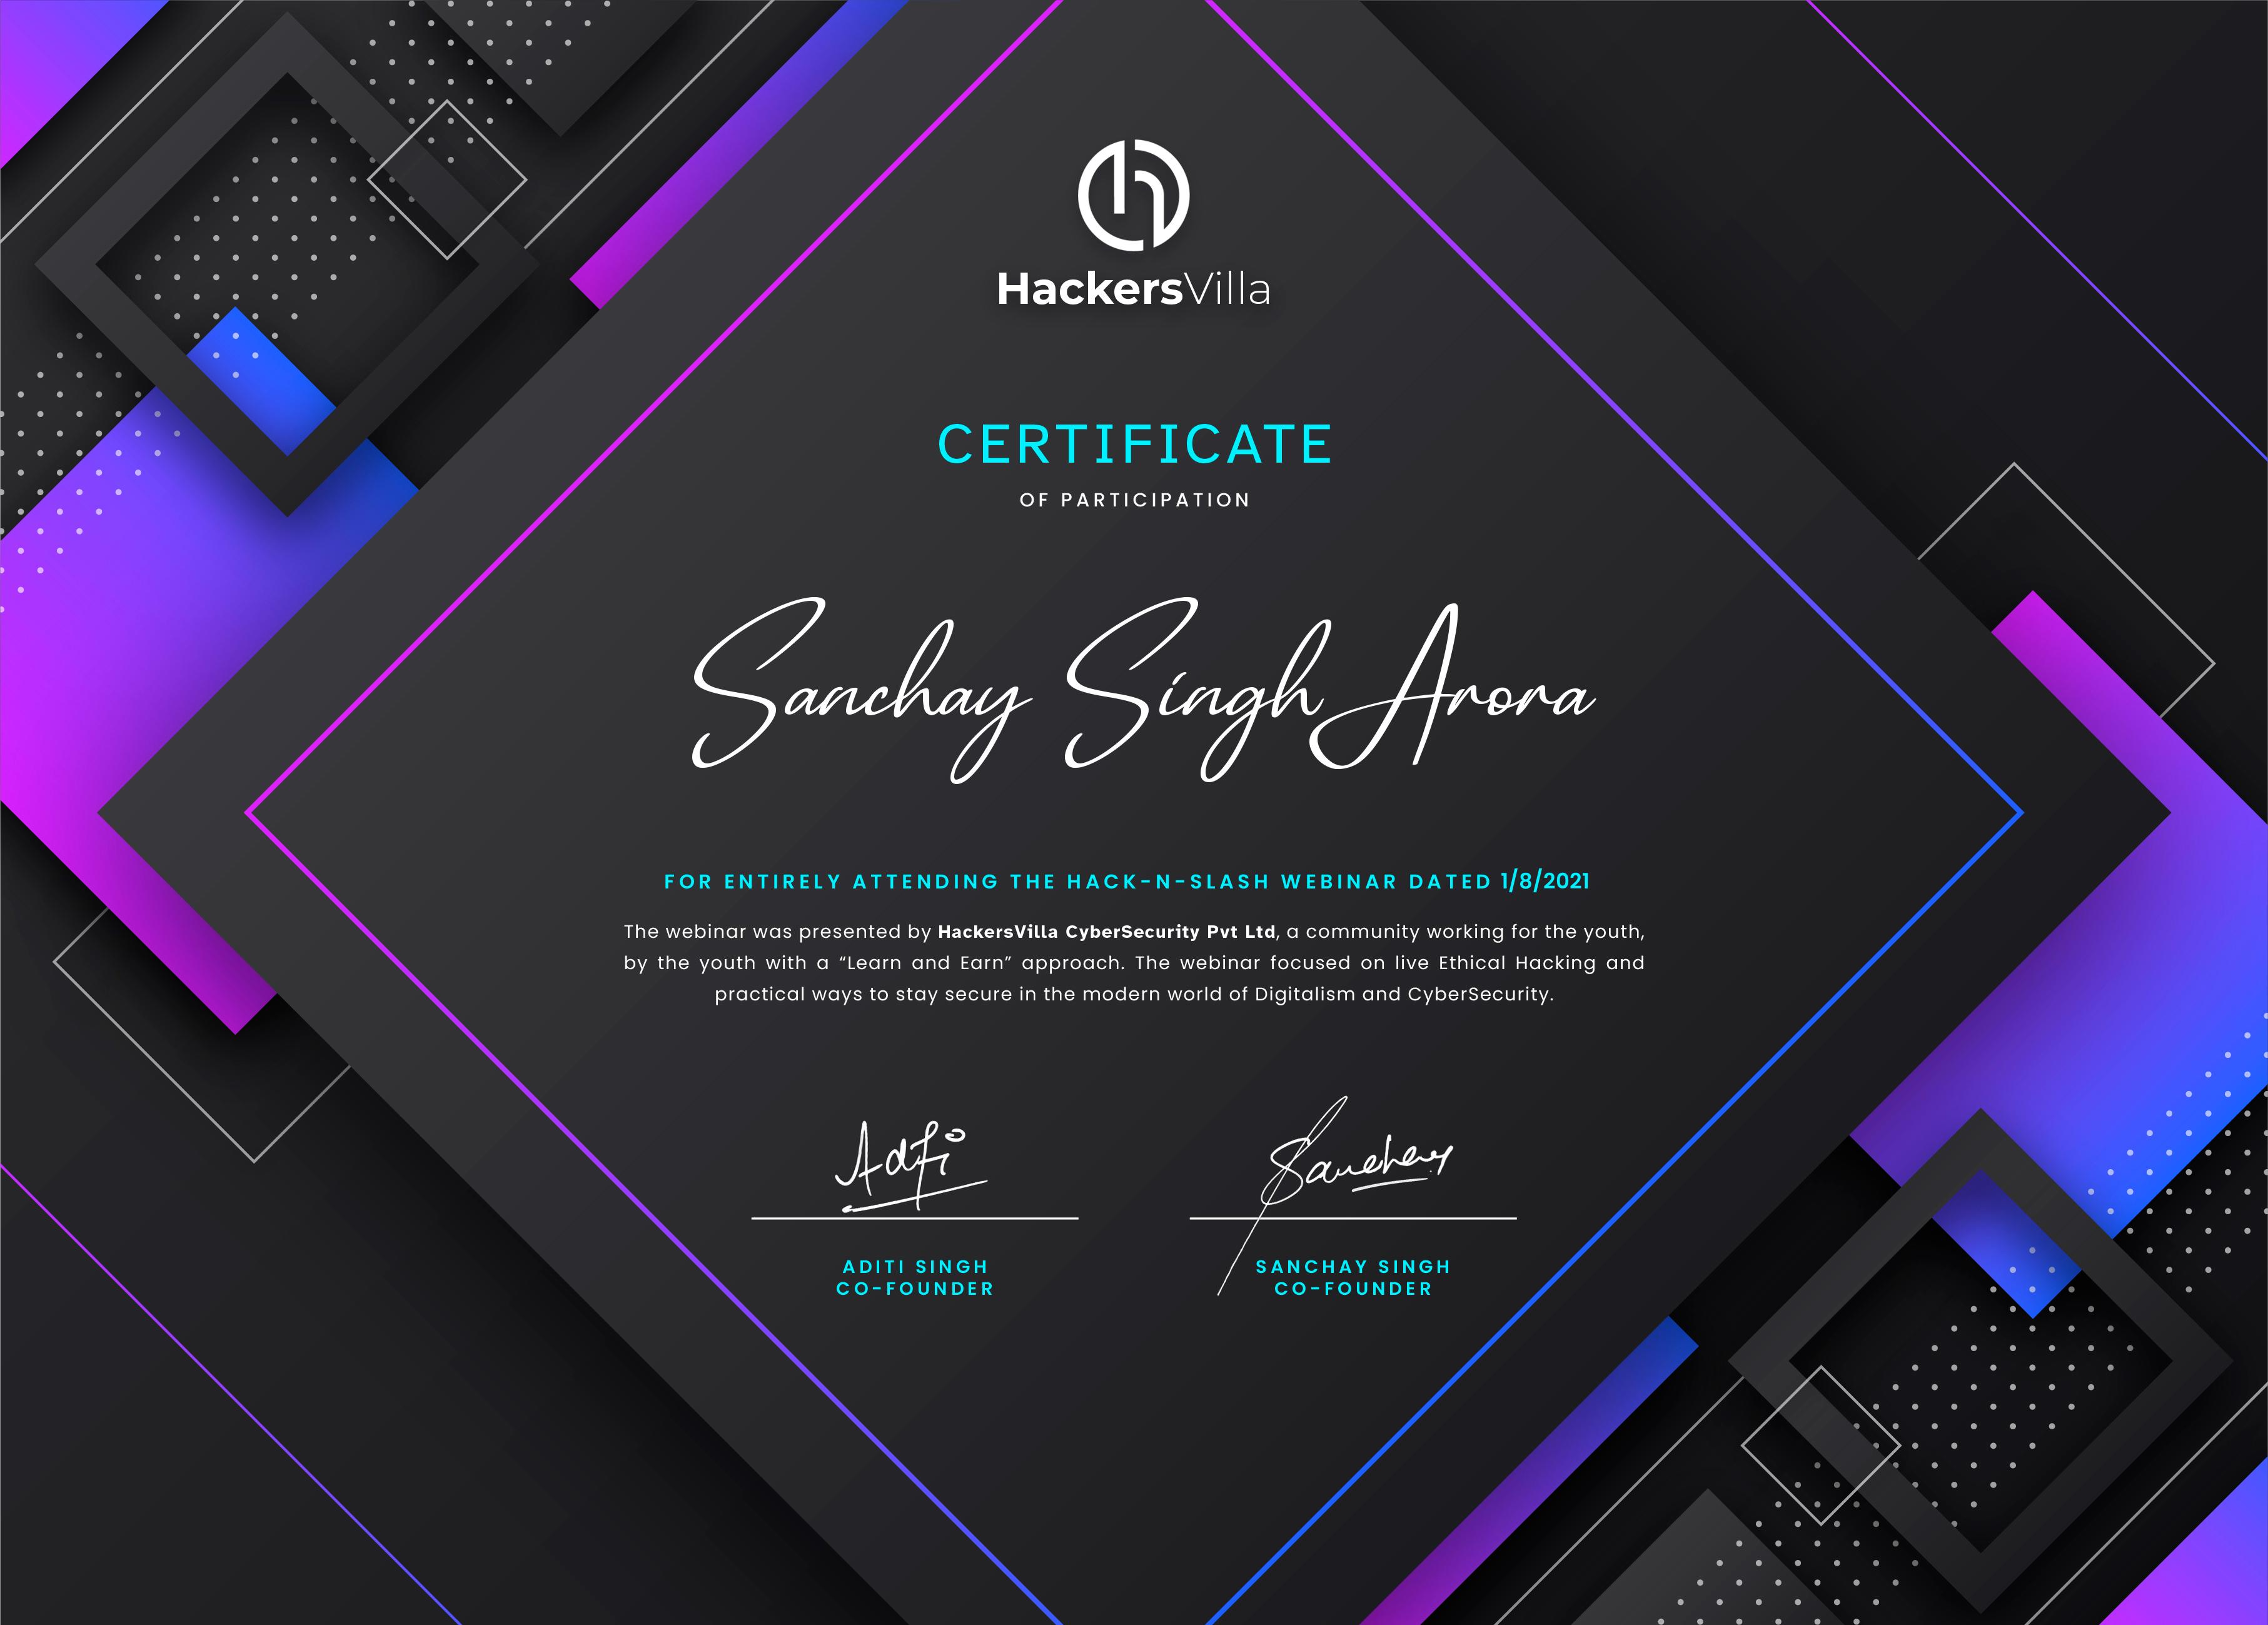 HackersVilla
CERTIFICATE
OF PARTICIPATION
Sanchay Singh Arora
FOR ENTIRELY ATTENDING THE HACK-N-SLASH WEBINAR DATED 1/8/2021
The webinar was presented by HackersVilla CyberSecurity Pvt Ltd, a community working for the youth,
by the youth with a “Learn and Earn” approach. The webinar focused on live Ethical Hacking and
practical ways to stay secure in the modern world of Digitalism and CyberSecurity.
Aditi Sanchay
ADITI SINGH SANCHAY SINGH
CO-FOUNDER CO-FOUNDER